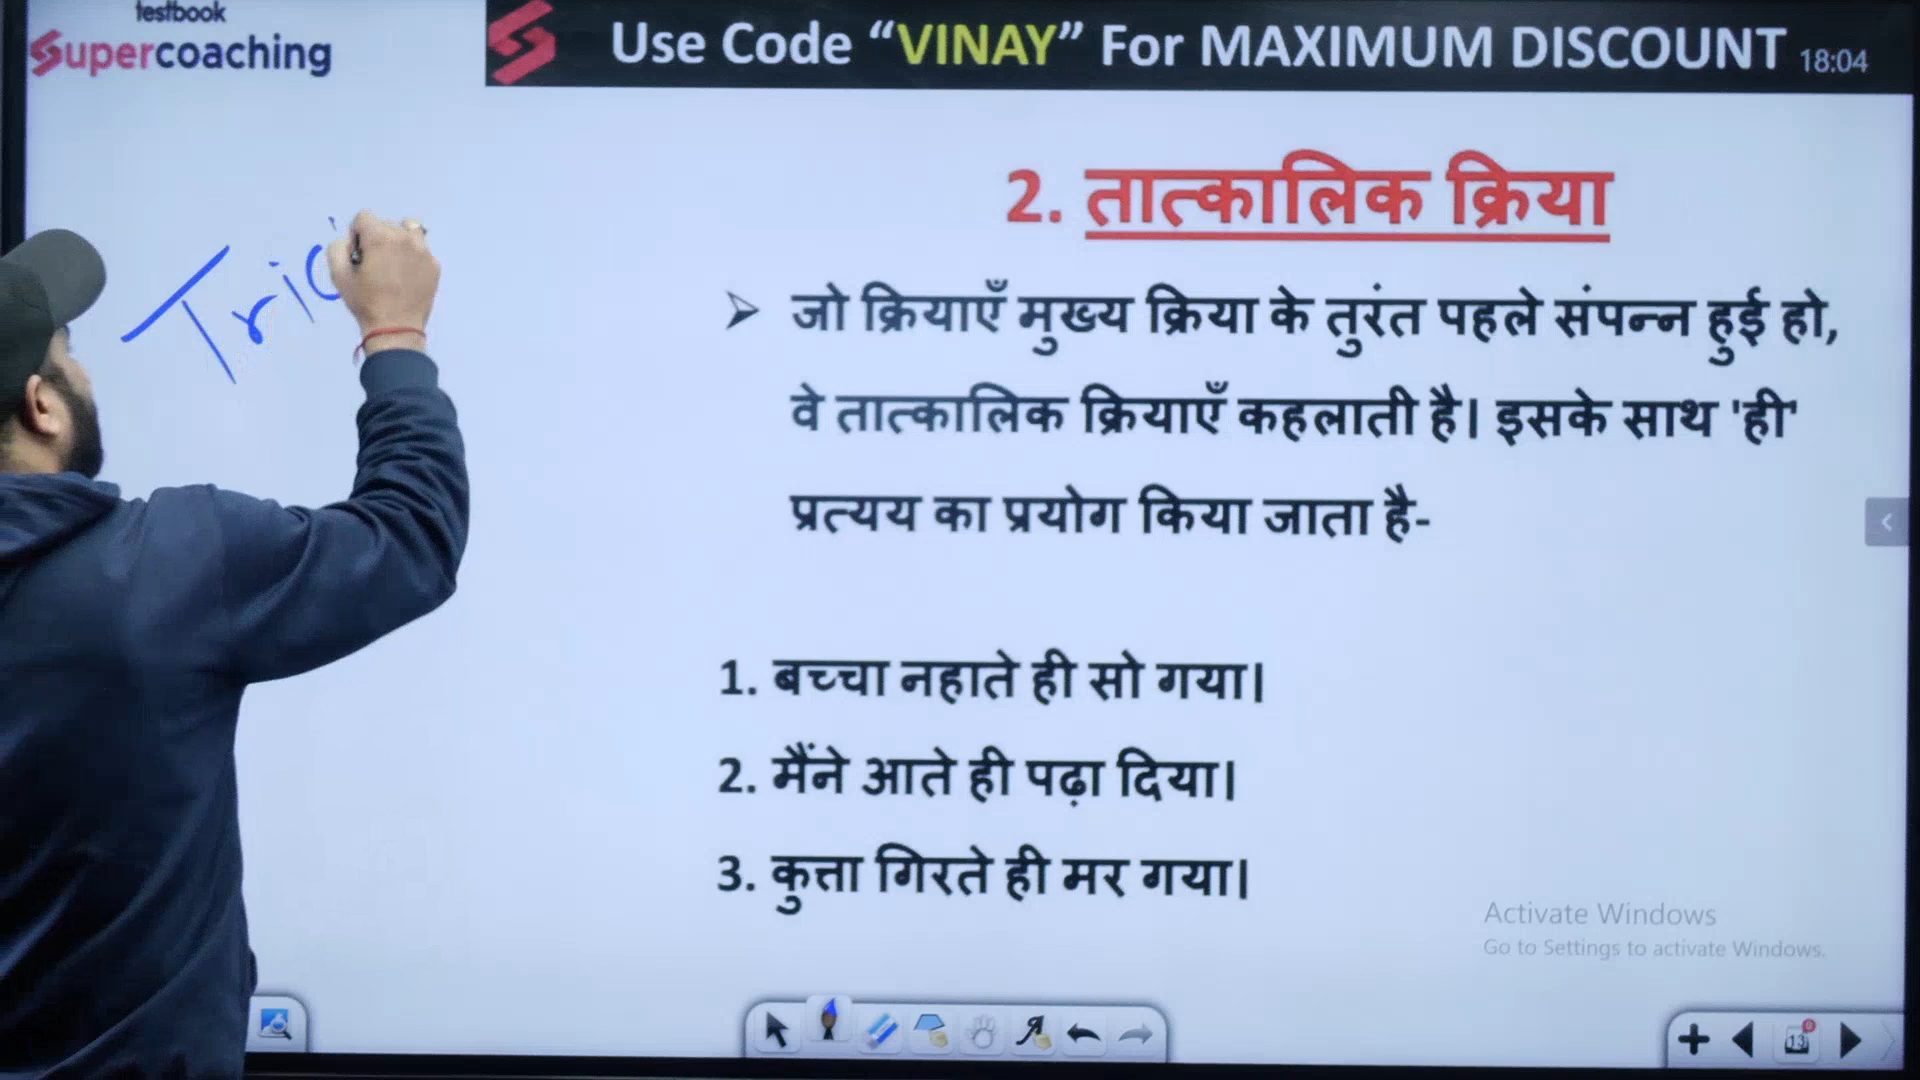 testbook
Supercoaching
Use Code “VINAY” For MAXIMUM DISCOUNT 18:04
2. तात्कालिक क्रिया
➢ जो क्रियाएँ मुख्य क्रिया के तुरंत पहले संपन्न हुई हो,
वे तात्कालिक क्रियाएँ कहलाती है। इसके साथ 'ही'
प्रत्यय का प्रयोग किया जाता है-
Tric
1. बच्चा नहाते ही सो गया।
2. मैंने आते ही पढ़ा दिया।
3. कुत्ता गिरते ही मर गया।
Activate Windows
Go to Settings to activate Windows.
13